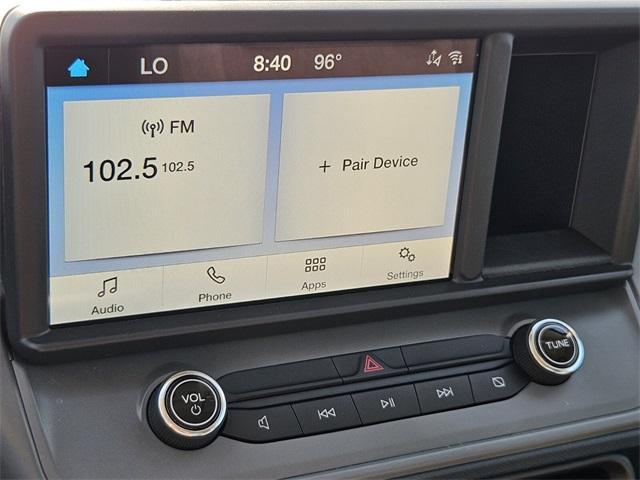 LO 8:40 96°
FM
102.5 102.5
+ Pair Device
Audio Phone Apps Settings
VOL
TUNE